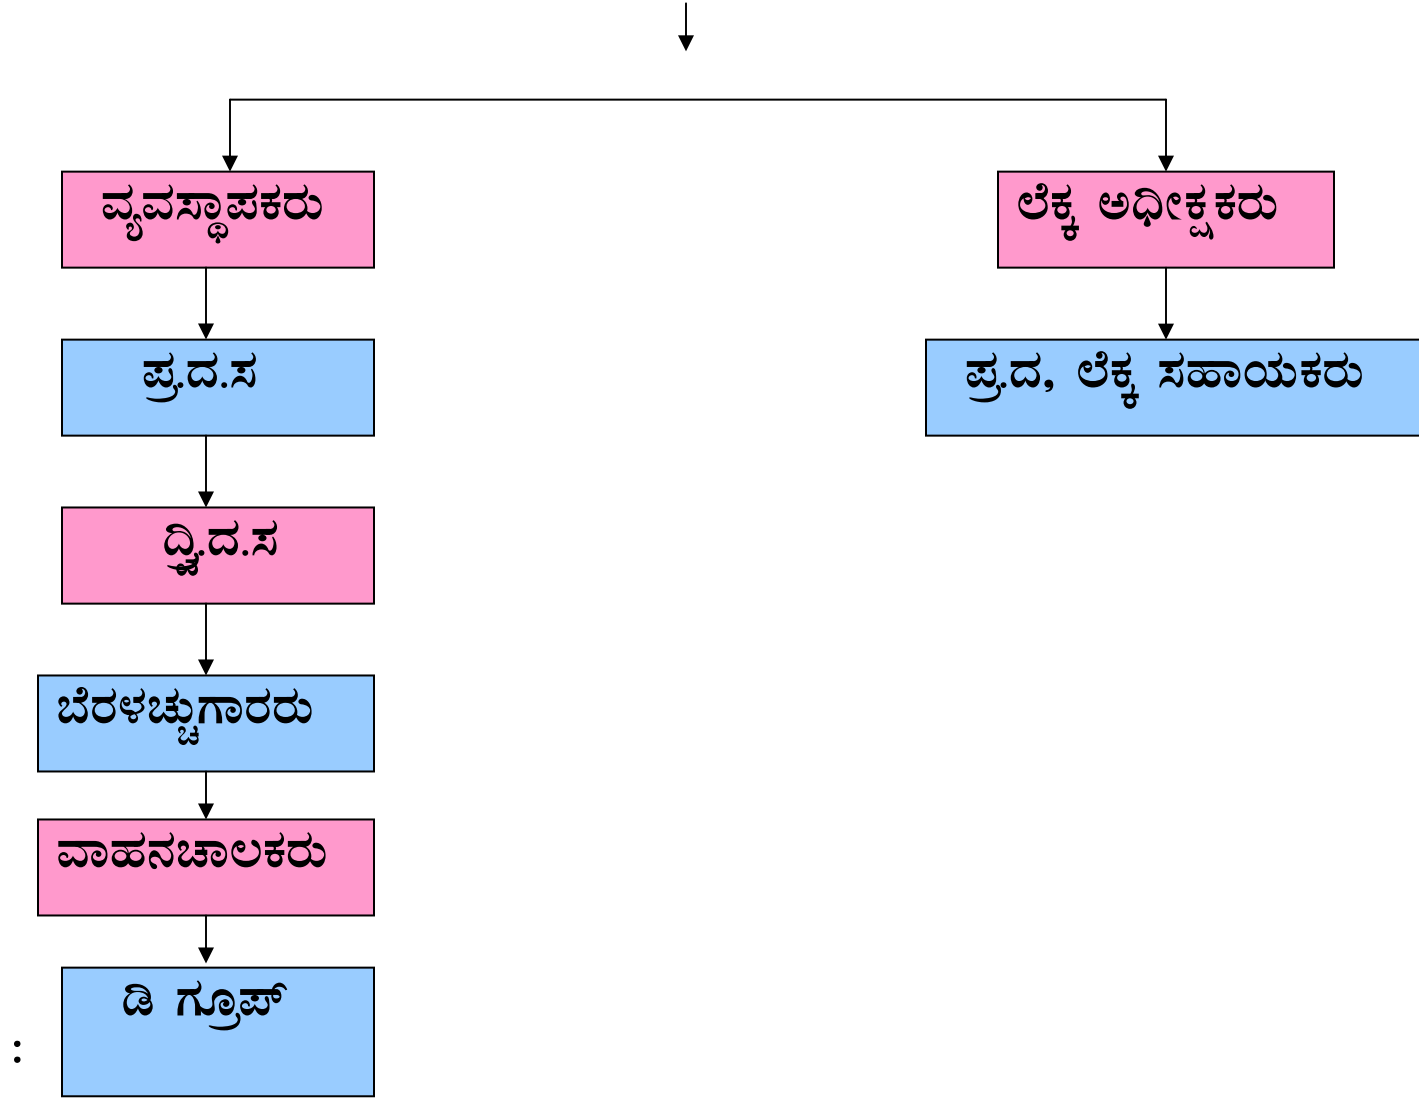 ವ್ಯವಸ್ಥಾಪಕರು
ಲೆಕ್ಕ ಅಧೀಕ್ಷಕರು
ಪ್ರ.ದ.ಸ
ಪ್ರ.ದ, ಲೆಕ್ಕ ಸಹಾಯಕರು
ದ್ವಿ.ದ.ಸ
ಬೆರಳಚ್ಚುಗಾರರು
ವಾಹನಚಾಲಕರು
ಡಿ ಗ್ರೂಪ್
: